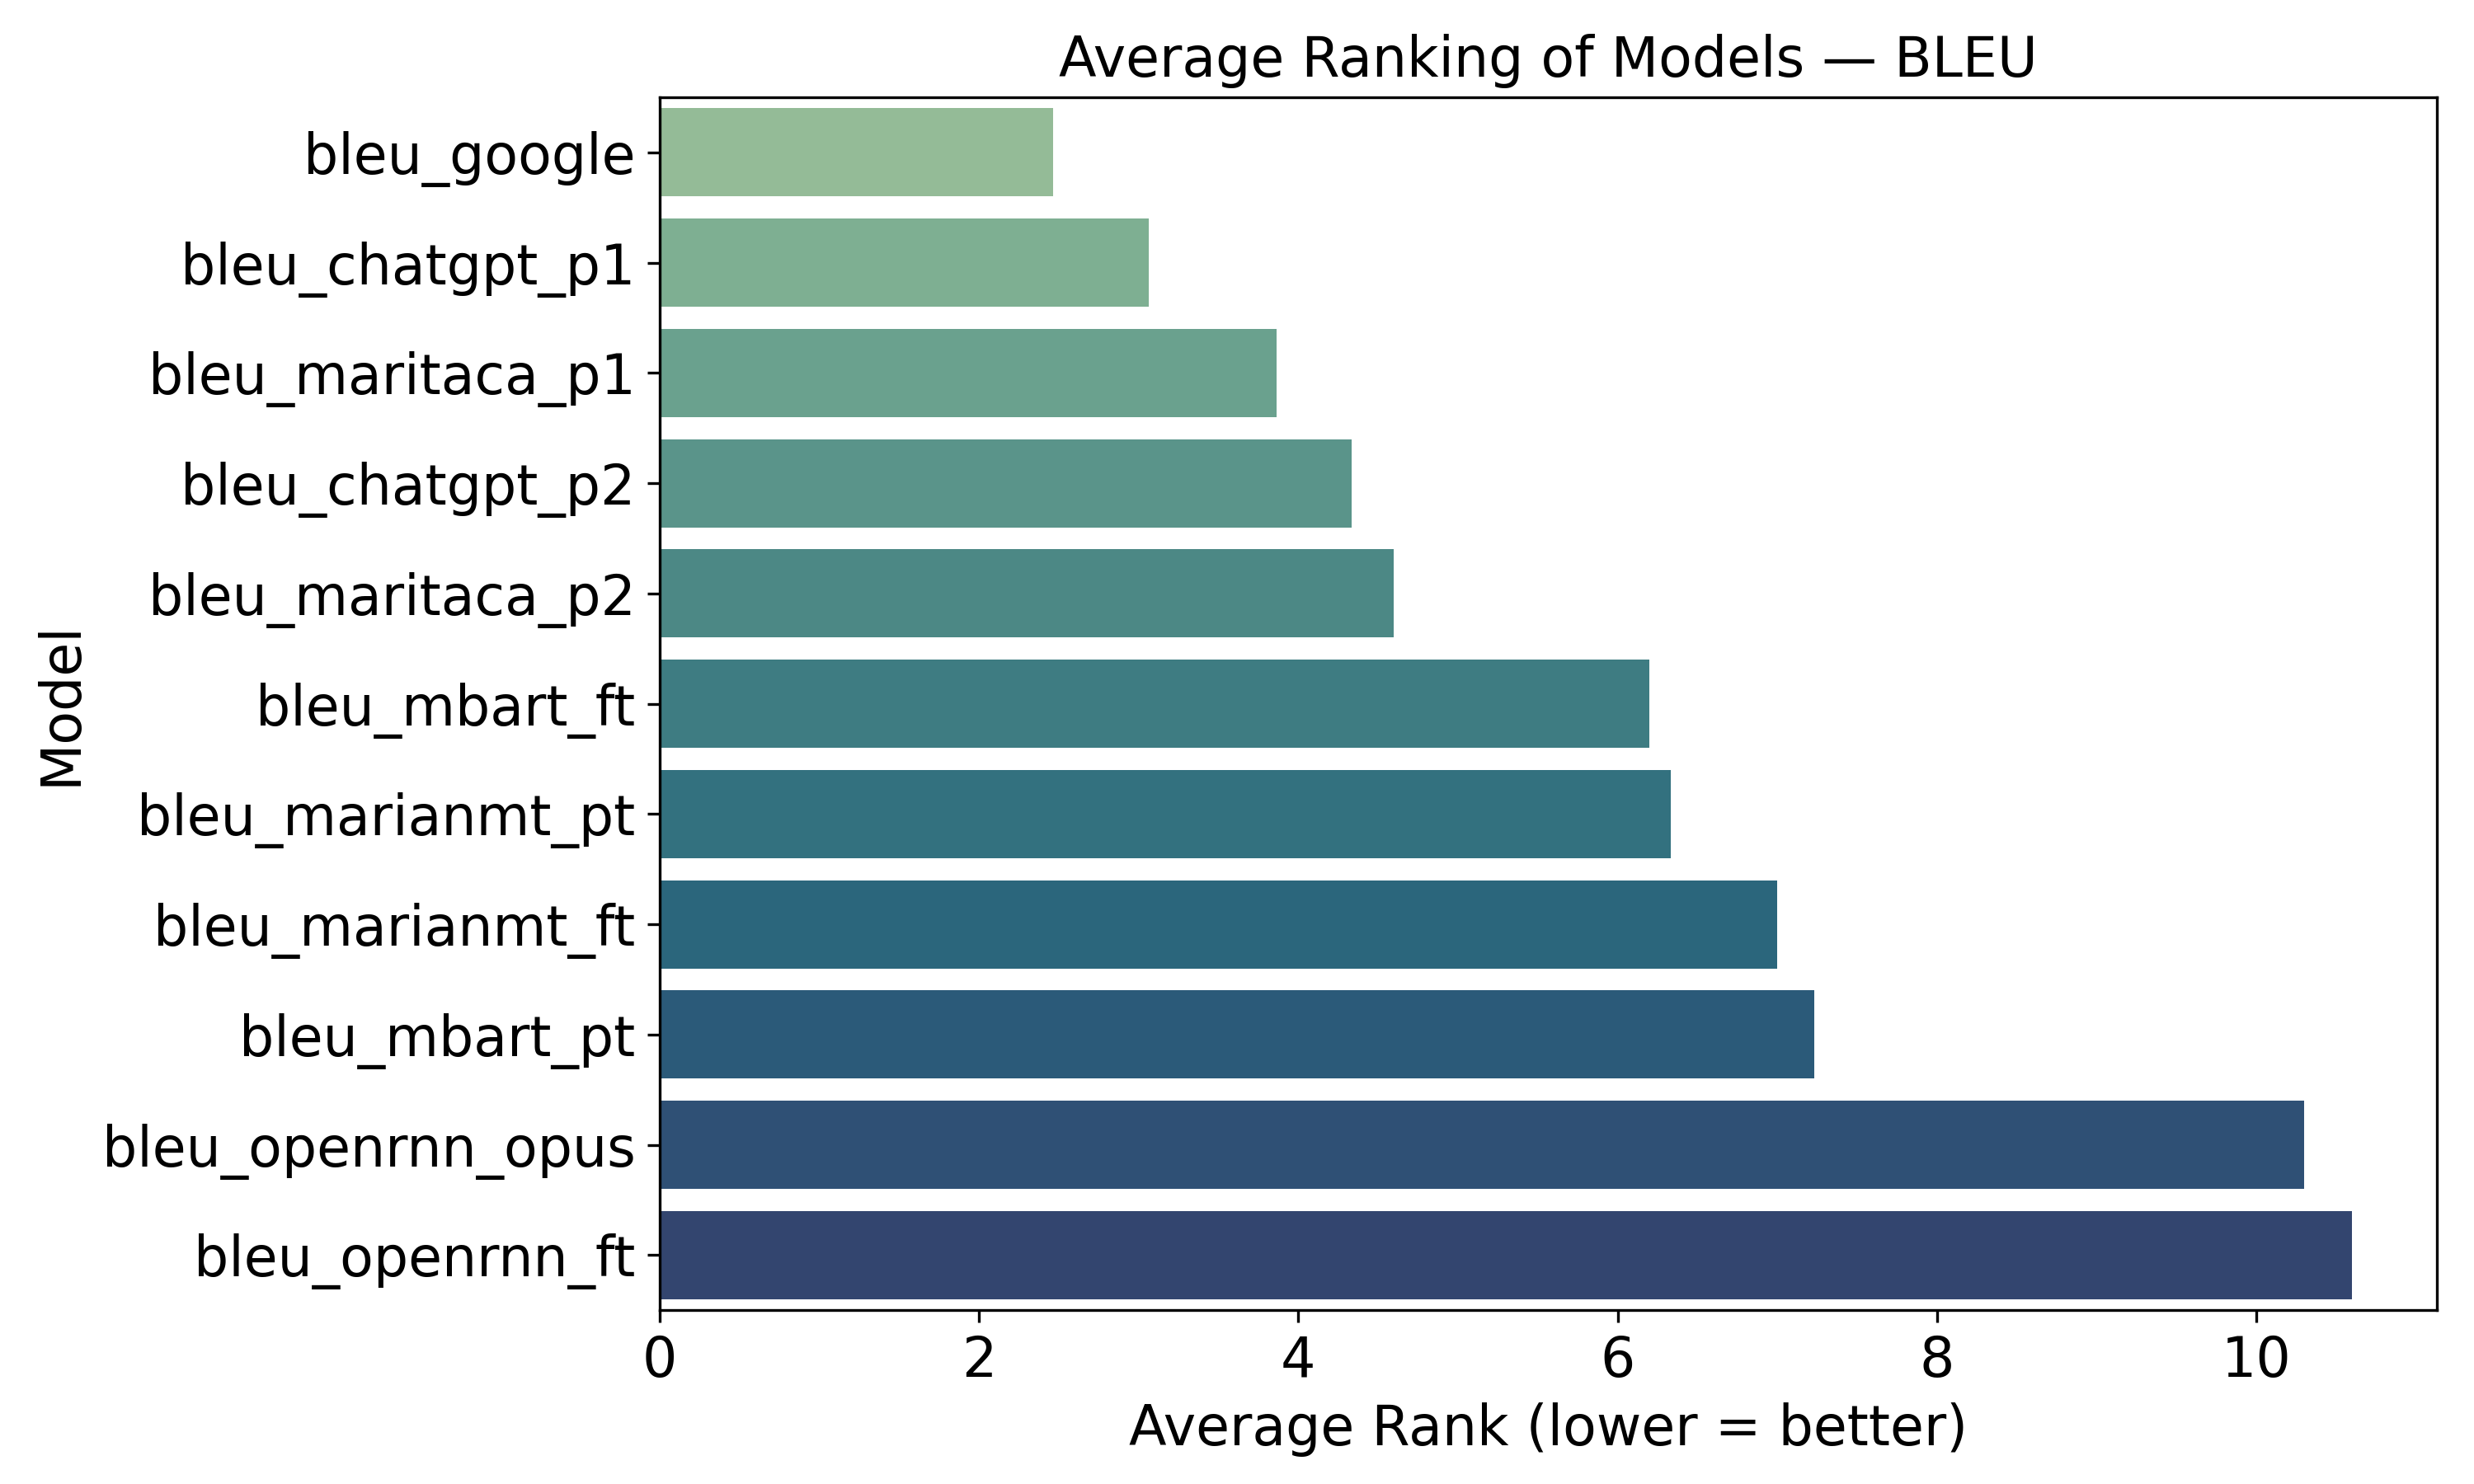 Average Ranking of Models — BLEU
Model
bleu_google
bleu_chatgpt_p1
bleu_maritaca_p1
bleu_chatgpt_p2
bleu_maritaca_p2
bleu_mbart_ft
bleu_marianmt_pt
bleu_marianmt_ft
bleu_mbart_pt
bleu_openrnn_opus
bleu_openrnn_ft
0 2 4 6 8 10
Average Rank (lower = better)